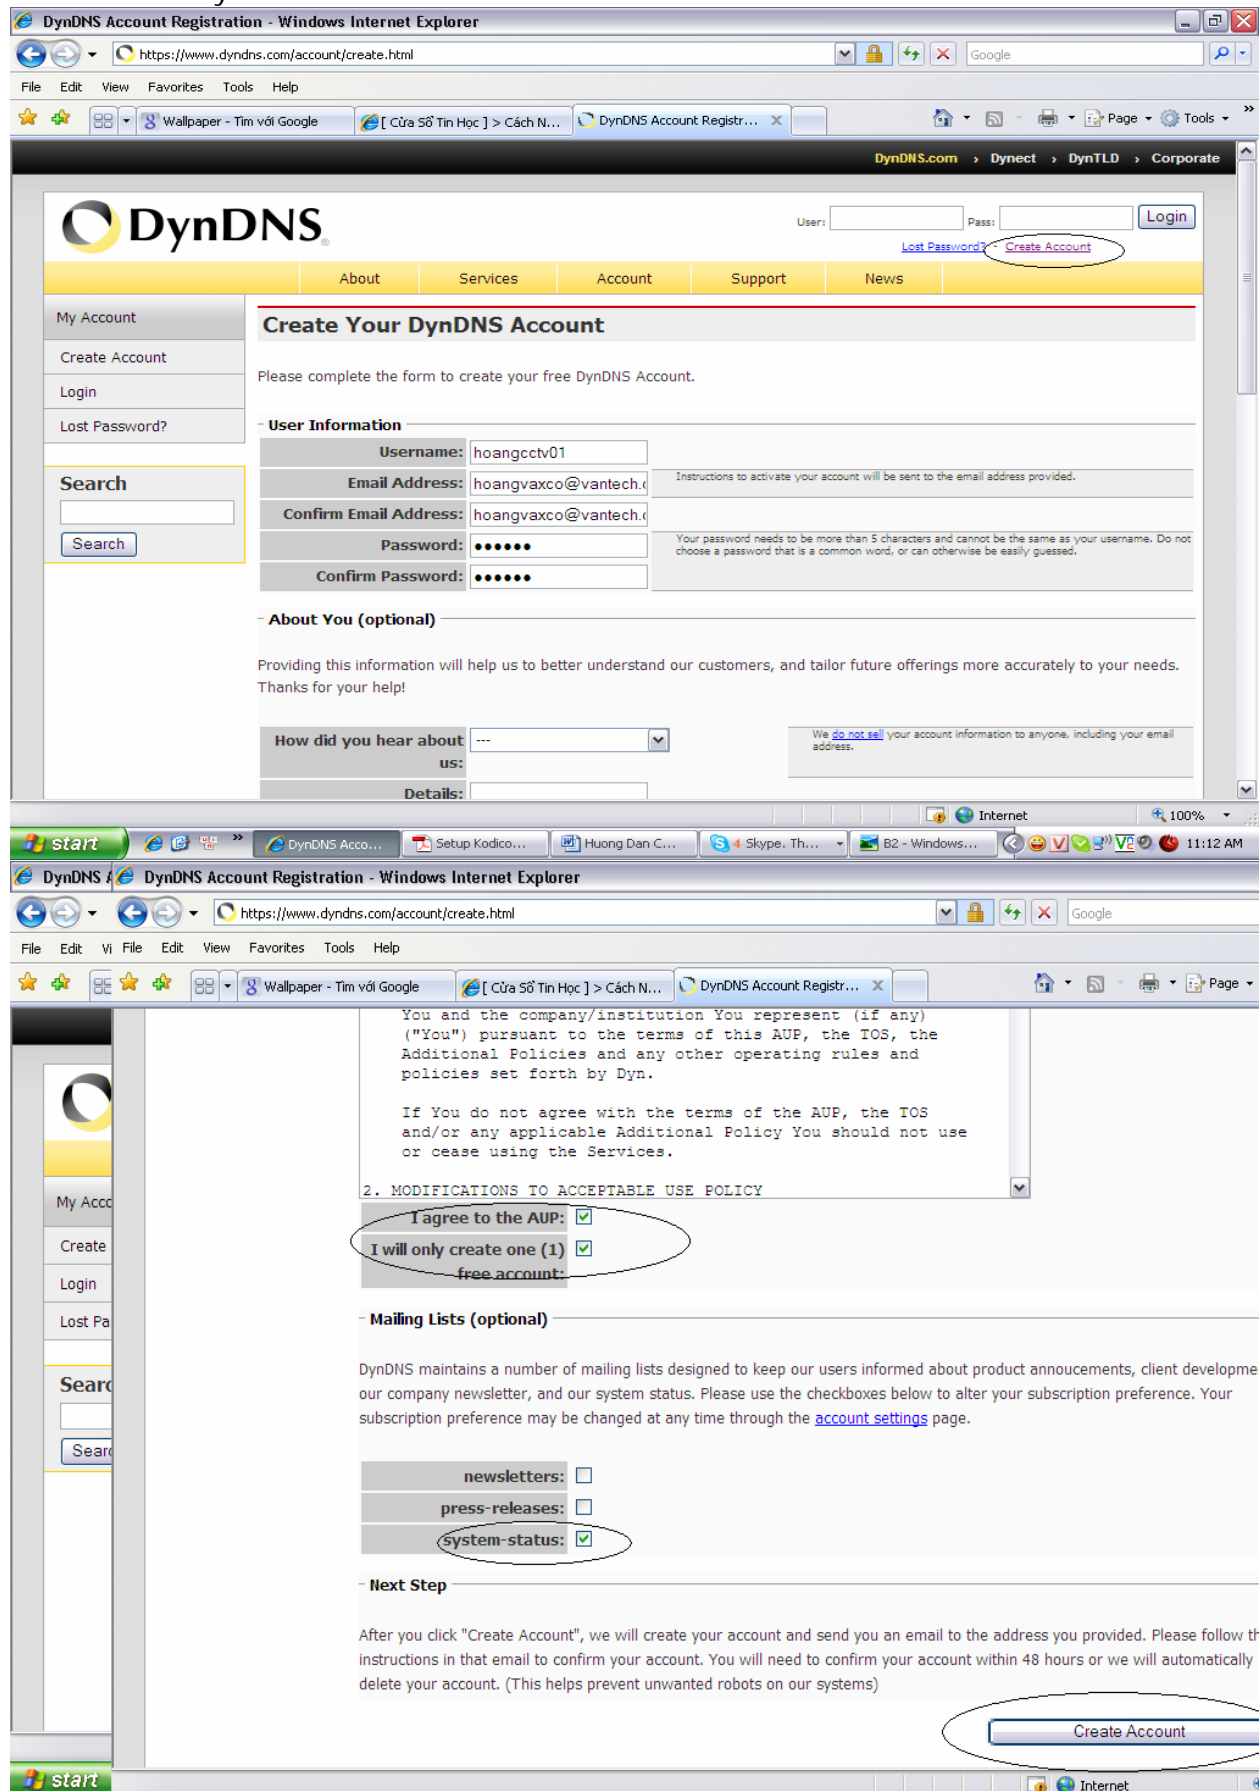 DynDNS Account Registration - Windows Internet Explorer
https://www.dyndns.com/account/create.html
Google
File Edit View Favorites Tools Help
Wallpaper - Tìm với Google
[ Cửa Sổ Tin Học ] > Cách N...
DynDNS Account Registr... X
Page
Tools
DynDNS.com › Dynect › DynTLD › Corporate
DynDNS®
User:
Pass:
Login
Lost Password? - Create Account
About Services Account Support News
My Account
Create Account
Login
Lost Password?
Search
Search
Create Your DynDNS Account
Please complete the form to create your free DynDNS Account.
User Information
Username: hoangcctv01
Email Address: hoangvaxco@vantech.
Instructions to activate your account will be sent to the email address provided.
Confirm Email Address: hoangvaxco@vantech.
Password: ●●●●●●
Your password needs to be more than 5 characters and cannot be the same as your username. Do not
choose a password that is a common word, or can otherwise be easily guessed.
Confirm Password: ●●●●●●
About You (optional)
Providing this information will help us to better understand our customers, and tailor future offerings more accurately to your needs.
Thanks for your help!
How did you hear about
us:
---
We do not sell your account information to anyone, including your email
address.
Details:
Internet
100%
start
DynDNS Acco...
Setup Kodico...
Huong Dan C...
4 Skype. Th...
B2 - Windows...
11:12 AM
DynDNS
DynDNS Account Registration - Windows Internet Explorer
https://www.dyndns.com/account/create.html
Google
File Edit Vi
File Edit View Favorites Tools Help
Wallpaper - Tìm với Google
[ Cửa Sổ Tin Học ] > Cách N...
DynDNS Account Registr... X
Page
My Acco
Create
Login
Lost Pa
Searc
Searc
You and the company/institution You represent (if any)
("You") pursuant to the terms of this AUP, the TOS, the
Additional Policies and any other operating rules and
policies set forth by Dyn.
If You do not agree with the terms of the AUP, the TOS
and/or any applicable Additional Policy You should not use
or cease using the Services.
2. MODIFICATIONS TO ACCEPTABLE USE POLICY
I agree to the AUP:
I will only create one (1)
free account:
Mailing Lists (optional)
DynDNS maintains a number of mailing lists designed to keep our users informed about product annoucements, client developme
our company newsletter, and our system status. Please use the checkboxes below to alter your subscription preference. Your
subscription preference may be changed at any time through the account settings page.
newsletters:
press-releases:
system-status:
Next Step
After you click "Create Account", we will create your account and send you an email to the address you provided. Please follow th
instructions in that email to confirm your account. You will need to confirm your account within 48 hours or we will automatically
delete your account. (This helps prevent unwanted robots on our systems)
Create Account
start
Internet